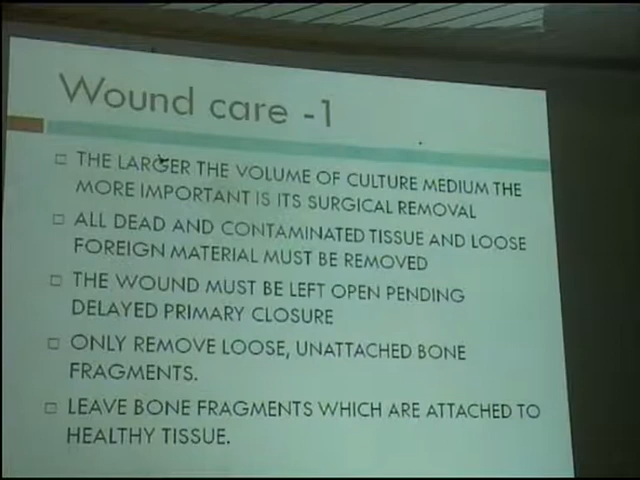 Wound care -1
THE LARGER THE VOLUME OF CULTURE MEDIUM THE
MORE IMPORTANT IS ITS SURGICAL REMOVAL
ALL DEAD AND CONTAMINATED TISSUE AND LOOSE
FOREIGN MATERIAL MUST BE REMOVED
THE WOUND MUST BE LEFT OPEN PENDING
DELAYED PRIMARY CLOSURE
ONLY REMOVE LOOSE, UNATTACHED BONE
FRAGMENTS.
LEAVE BONE FRAGMENTS WHICH ARE ATTACHED TO
HEALTHY TISSUE.